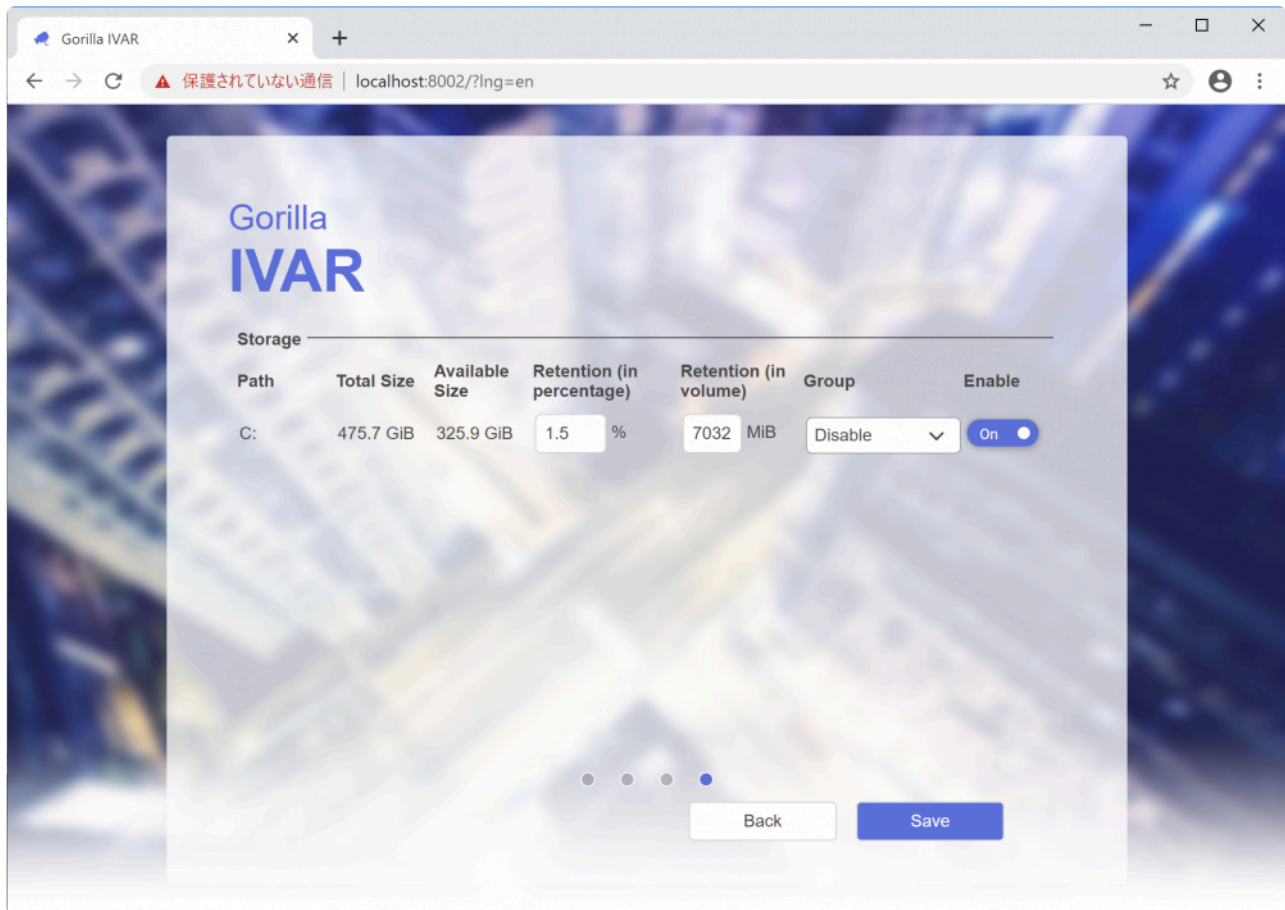 Gorilla IVAR
保護されていない通信 | localhost:8002/?lng=en
Gorilla
IVAR
Storage
Path Total Size Available Size Retention (in percentage) Retention (in volume) Group Enable
C: 475.7 GiB 325.9 GiB 1.5 % 7032 MiB Disable On
Back Save